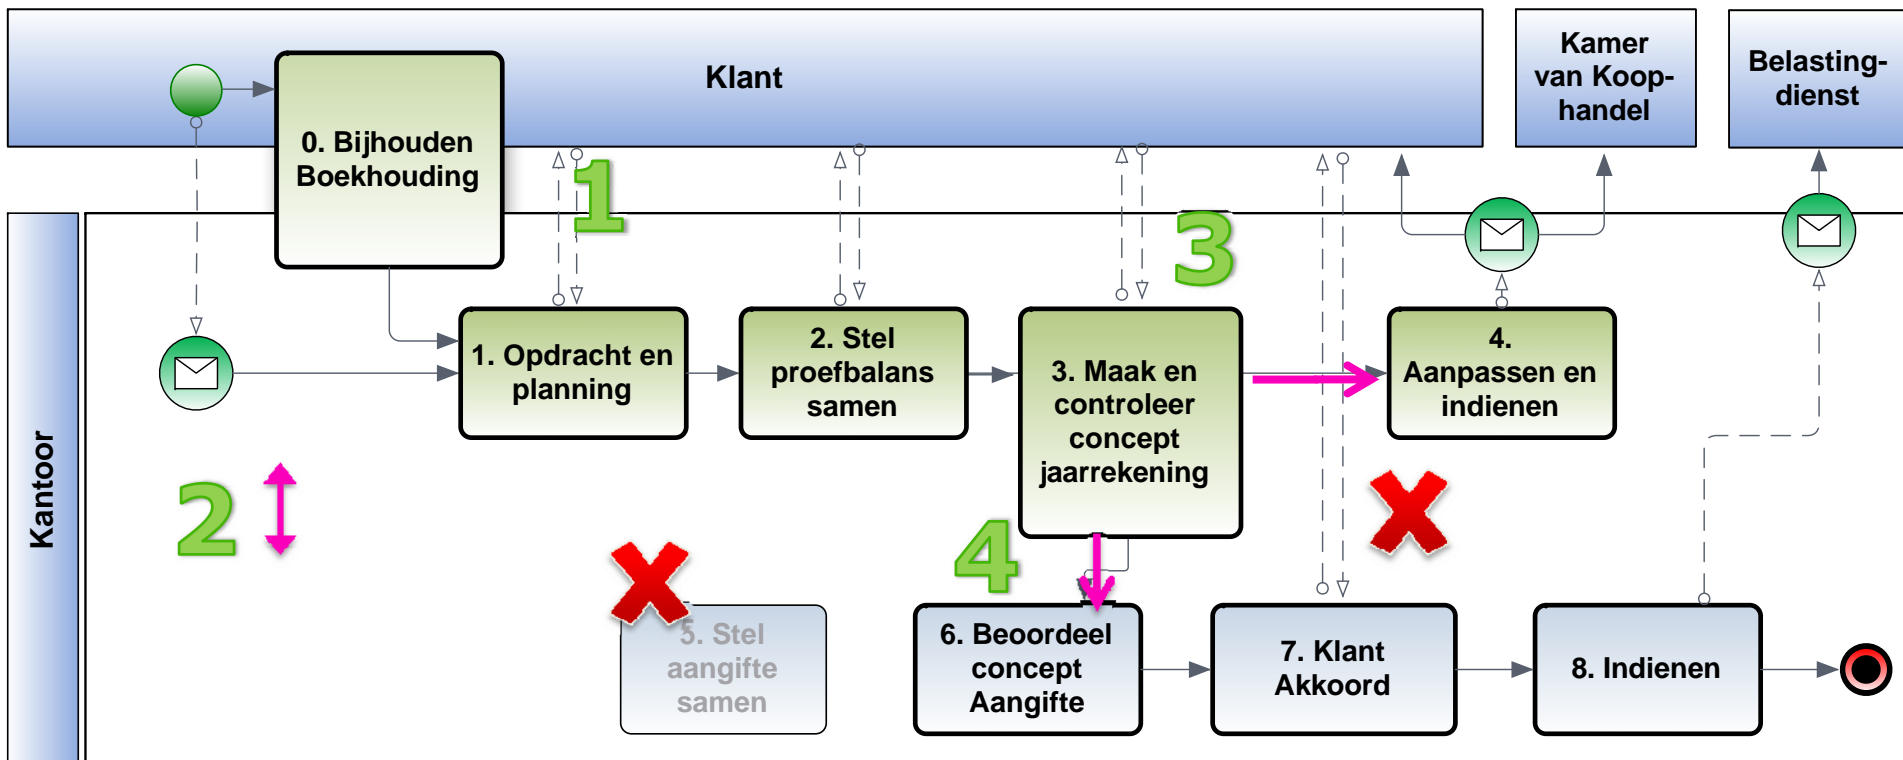 Klant
Kamer
van Koop-
handel
Belasting-
dienst
0. Bijhouden
Boekhouding
1
3
1. Opdracht en
planning
2. Stel
proefbalans
samen
3. Maak en
controleer
concept
jaarrekening
4.
Aanpassen en
indienen
Kantoor
2
4
5. Stel
aangifte
samen
6. Beoordeel
concept
Aangifte
7. Klant
Akkoord
8. Indienen